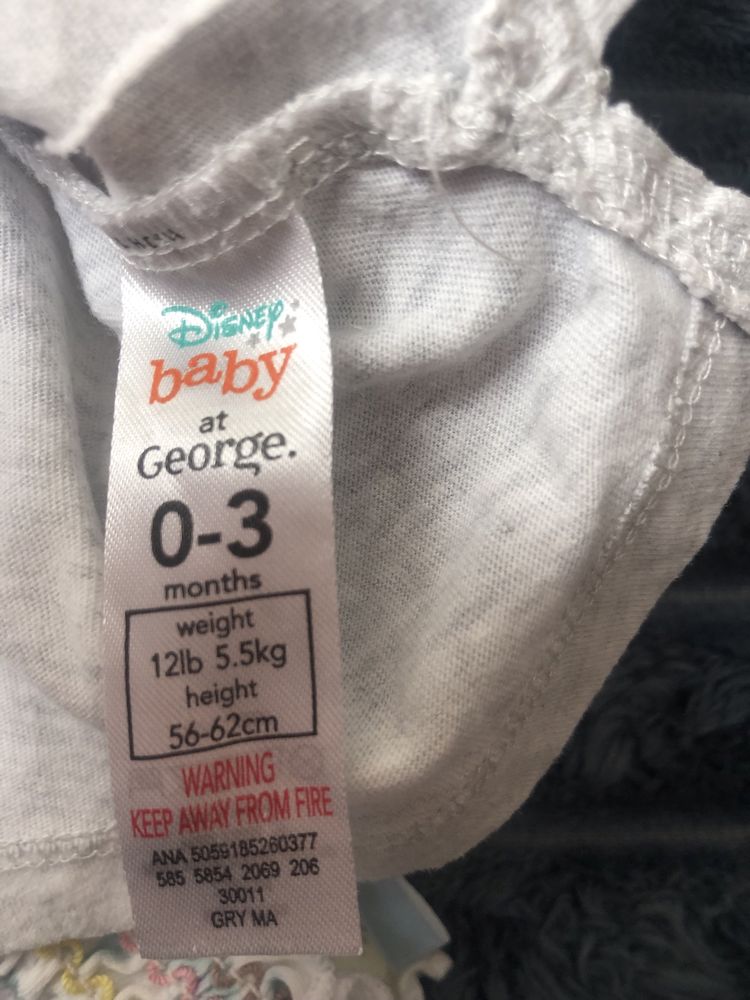 Disney
baby
at
George.
0-3
months
weight
12lb 5.5kg
height
56-62cm
WARNING
KEEP AWAY FROM FIRE
ANA 5059185260377
585 5854 2069 206
30011
GRY MA